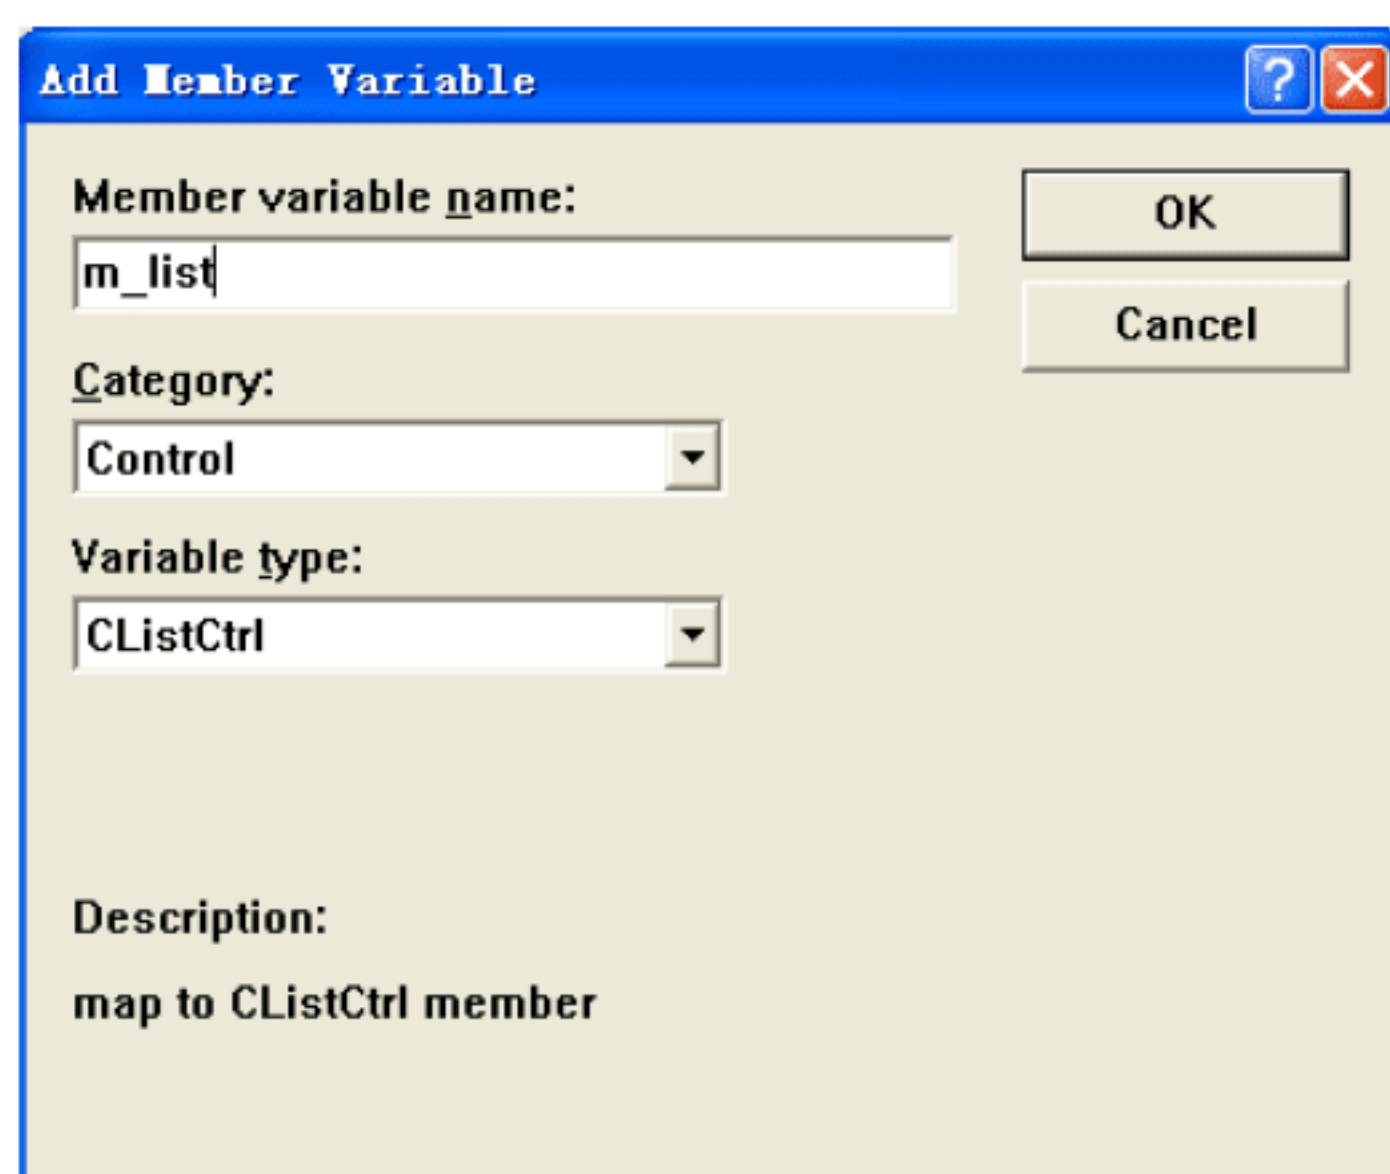 Add Member Variable
Member variable name:
m_list
OK
Cancel
Category:
Control
Variable type:
CListCtrl
Description:
map to CListCtrl member